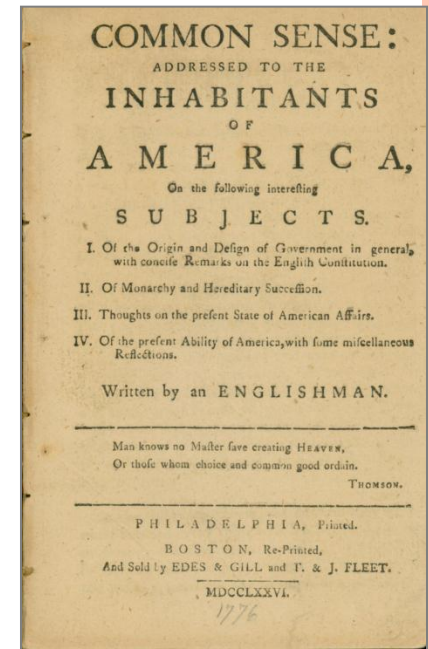 COMMON SENSE:
ADDRESSED TO THE
INHABITANTS
OF
AMERICA,
On the following intereſting
SUBJECTS.
I. Of the Origin and Deſign of Government in general,
with conciſe Remarks on the Engliſh Conſtitution.
II. Of Monarchy and Hereditary Succeſſion.
III. Thoughts on the preſent State of American Affairs.
IV. Of the preſent Ability of America, with ſome miſcellaneous
Reflections.
Written by an ENGLISHMAN.
Man knows no Maſter ſave creating HEAVEN,
Or thoſe whom choice and common good ordain.
THOMSON.
PHILADELPHIA, Printed.
BOSTON, Re-Printed,
And Sold by EDES & GILL and T. & J. FLEET.
MDCCLXXVI.
1776